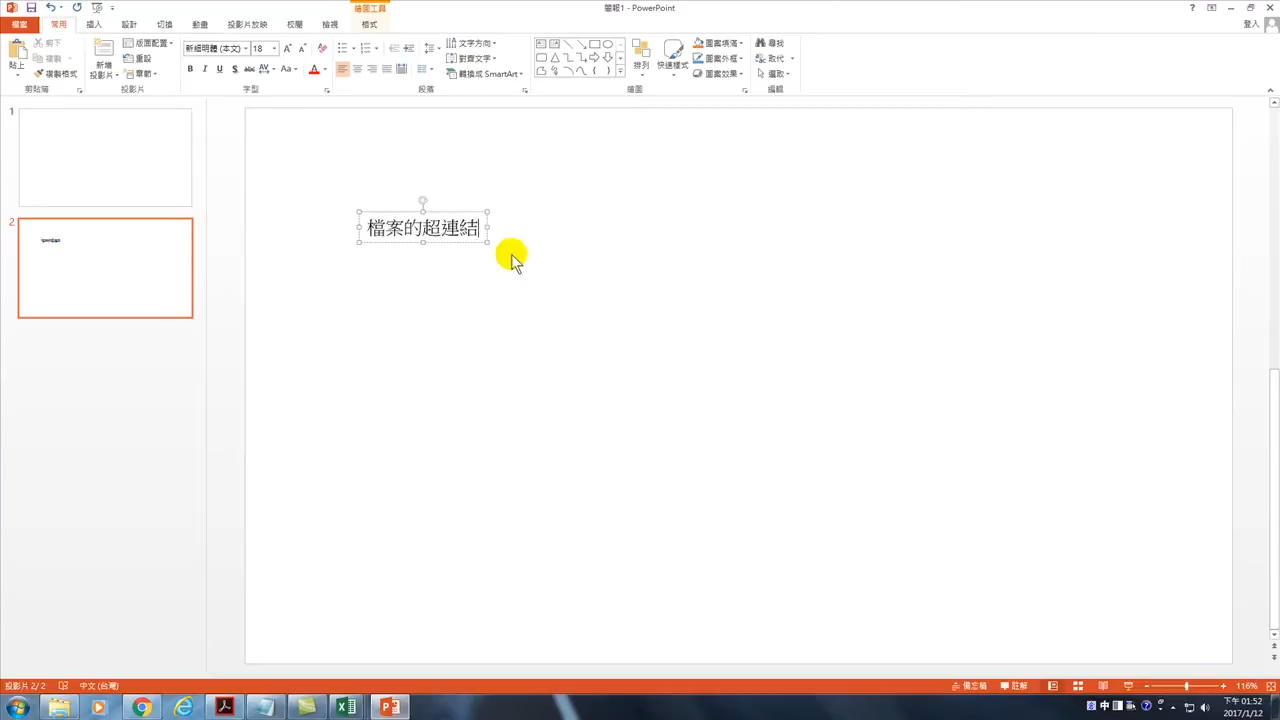 繪圖工具
簡報1 - PowerPoint
檔案 常用 插入 設計 切換 動畫 投影片放映 校閱 檢視 格式
登入
貼上
剪下
複製
複製格式
剪貼簿
新增
投影片
版面配置
重設
章節
投影片
新細明體 (本文) 18
B I U S abc AV Aa A
字型
文字方向
對齊文字
轉換成 SmartArt
段落
排列
快速樣式
圖案填滿
圖案外框
圖案效果
繪圖
尋找
取代
選取
編輯
1
2
檔案的超連結
投影片 2/ 2
中文 (台灣)
備忘稿
註解
116%
中
下午 01:52
2017/1/12